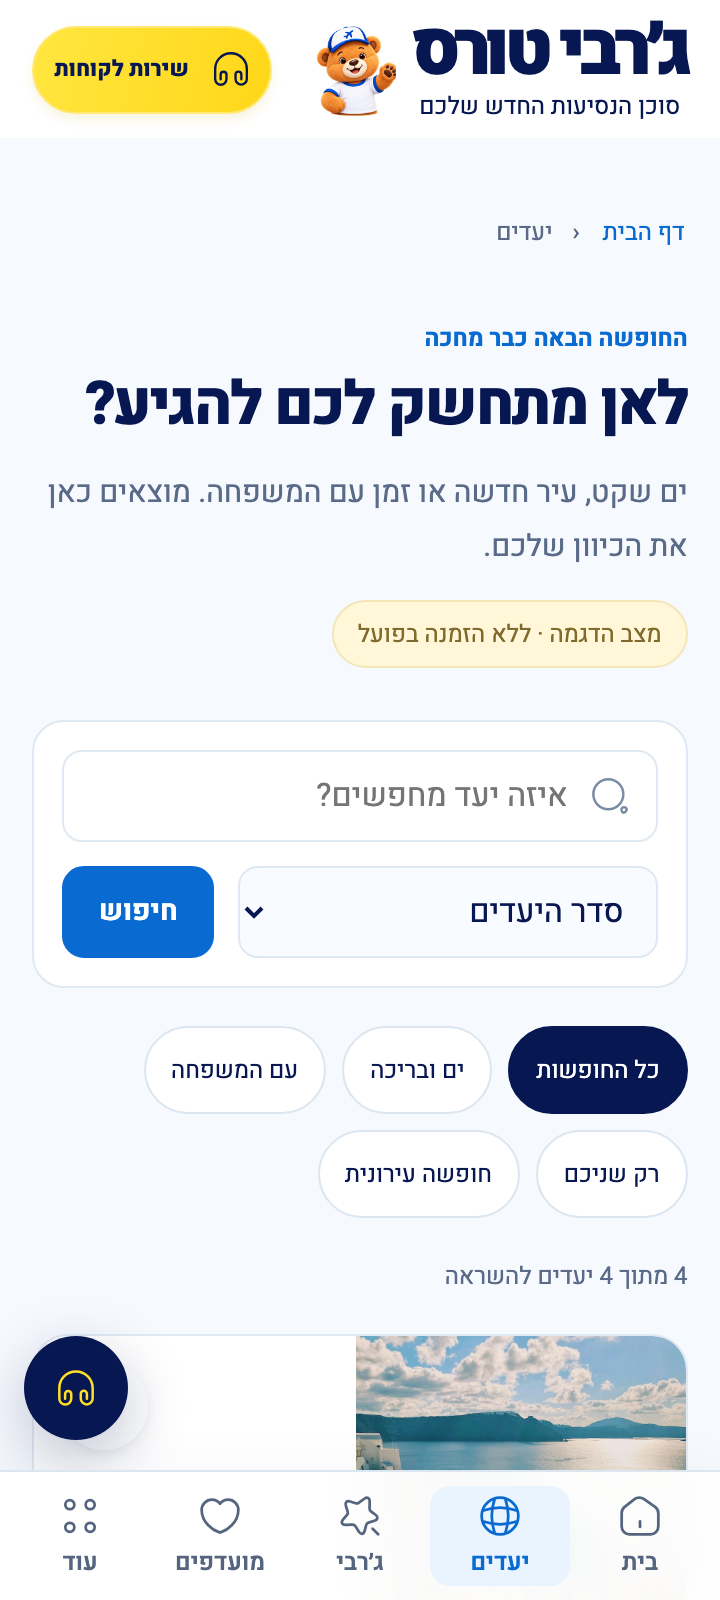 ג'רבי טורס
סוכן הנסיעות החדש שלכם
שירות לקוחות
דף הבית › יעדים
החופשה הבאה כבר מחכה
לאן מתחשק לכם להגיע?
ים שקט, עיר חדשה או זמן עם המשפחה. מוצאים כאן
את הכיוון שלכם.
מצב הדגמה · ללא הזמנה בפועל
איזה יעד מחפשים?
סדר היעדים
חיפוש
כל החופשות
ים ובריכה
עם המשפחה
רק שניכם
חופשה עירונית
4 מתוך 4 יעדים להשראה
בית
יעדים
ג'רבי
מועדפים
עוד